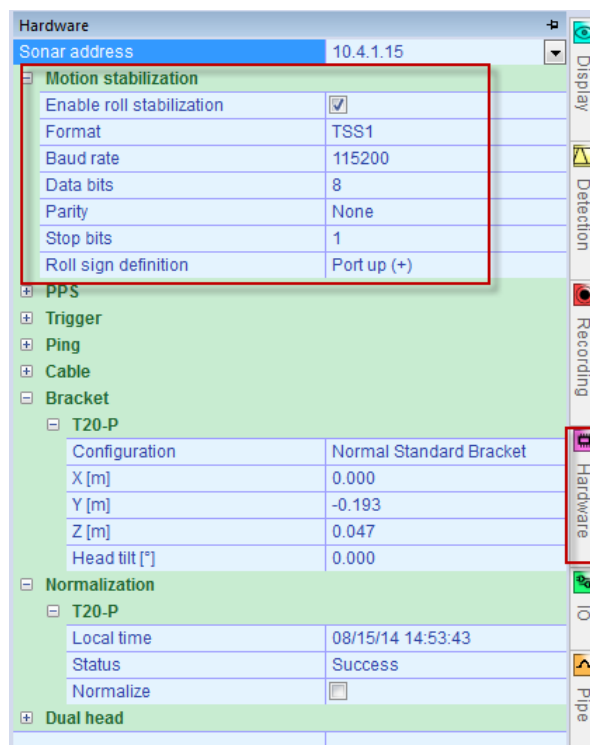 Hardware
Sonar address 10.4.1.15
Motion stabilization
Enable roll stabilization
Format TSS1
Baud rate 115200
Data bits 8
Parity None
Stop bits 1
Roll sign definition Port up (+)
PPS
Trigger
Ping
Cable
Bracket
T20-P
Configuration Normal Standard Bracket
X [m] 0.000
Y [m] -0.193
Z [m] 0.047
Head tilt [°] 0.000
Normalization
T20-P
Local time 08/15/14 14:53:43
Status Success
Normalize
Dual head
Display
Detection
Recording
Hardware
IO
Pipe